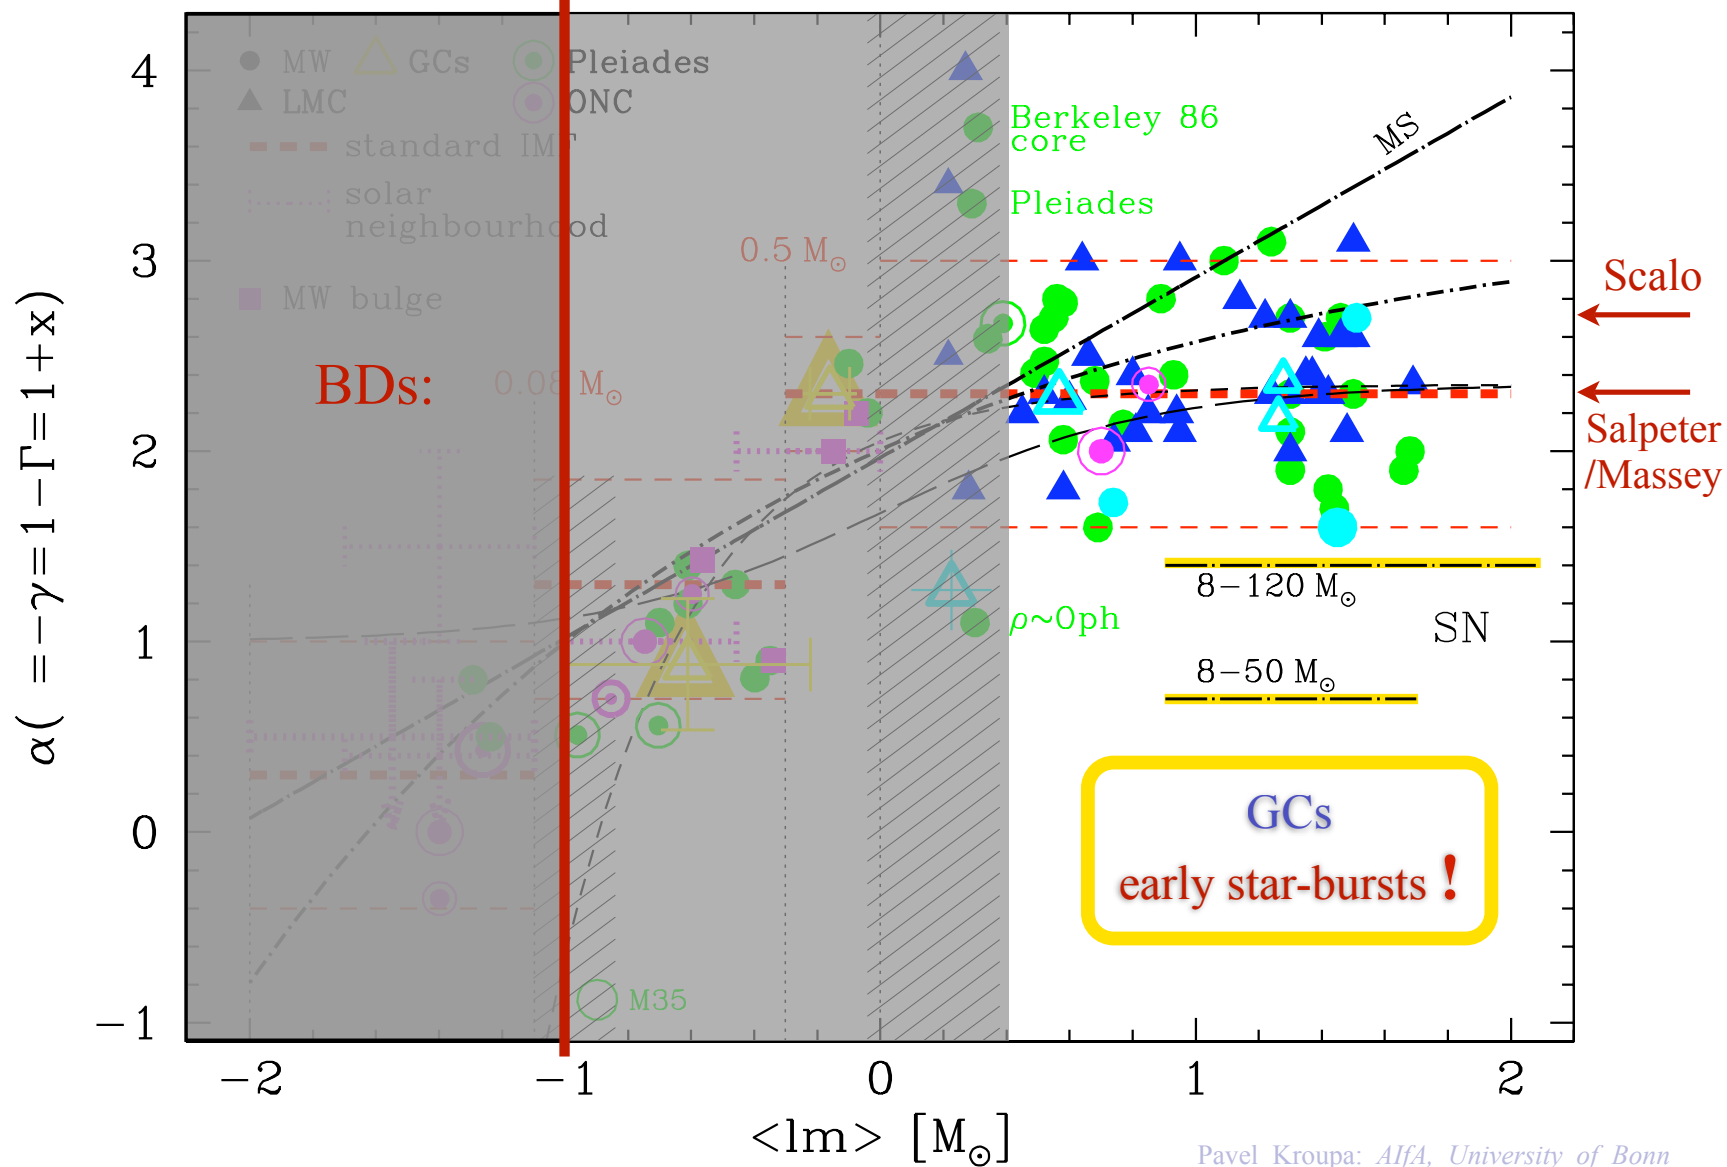 4
3
2
1
0
−1
−2
−1
0
1
2
α( =−γ=1−Γ=1+x)
<lm> [M⊙]
MW
GCs
Pleiades
LMC
ONC
standard IMF
solar
neighbourhood
MW bulge
BDs:
0.08 M⊙
0.5 M⊙
Berkeley 86
core
Pleiades
MS
Scalo
Salpeter
/Massey
ρ~Oph
8−120 M⊙
SN
8−50 M⊙
GCs
early star-bursts !
M35
Pavel Kroupa: AIfA, University of Bonn